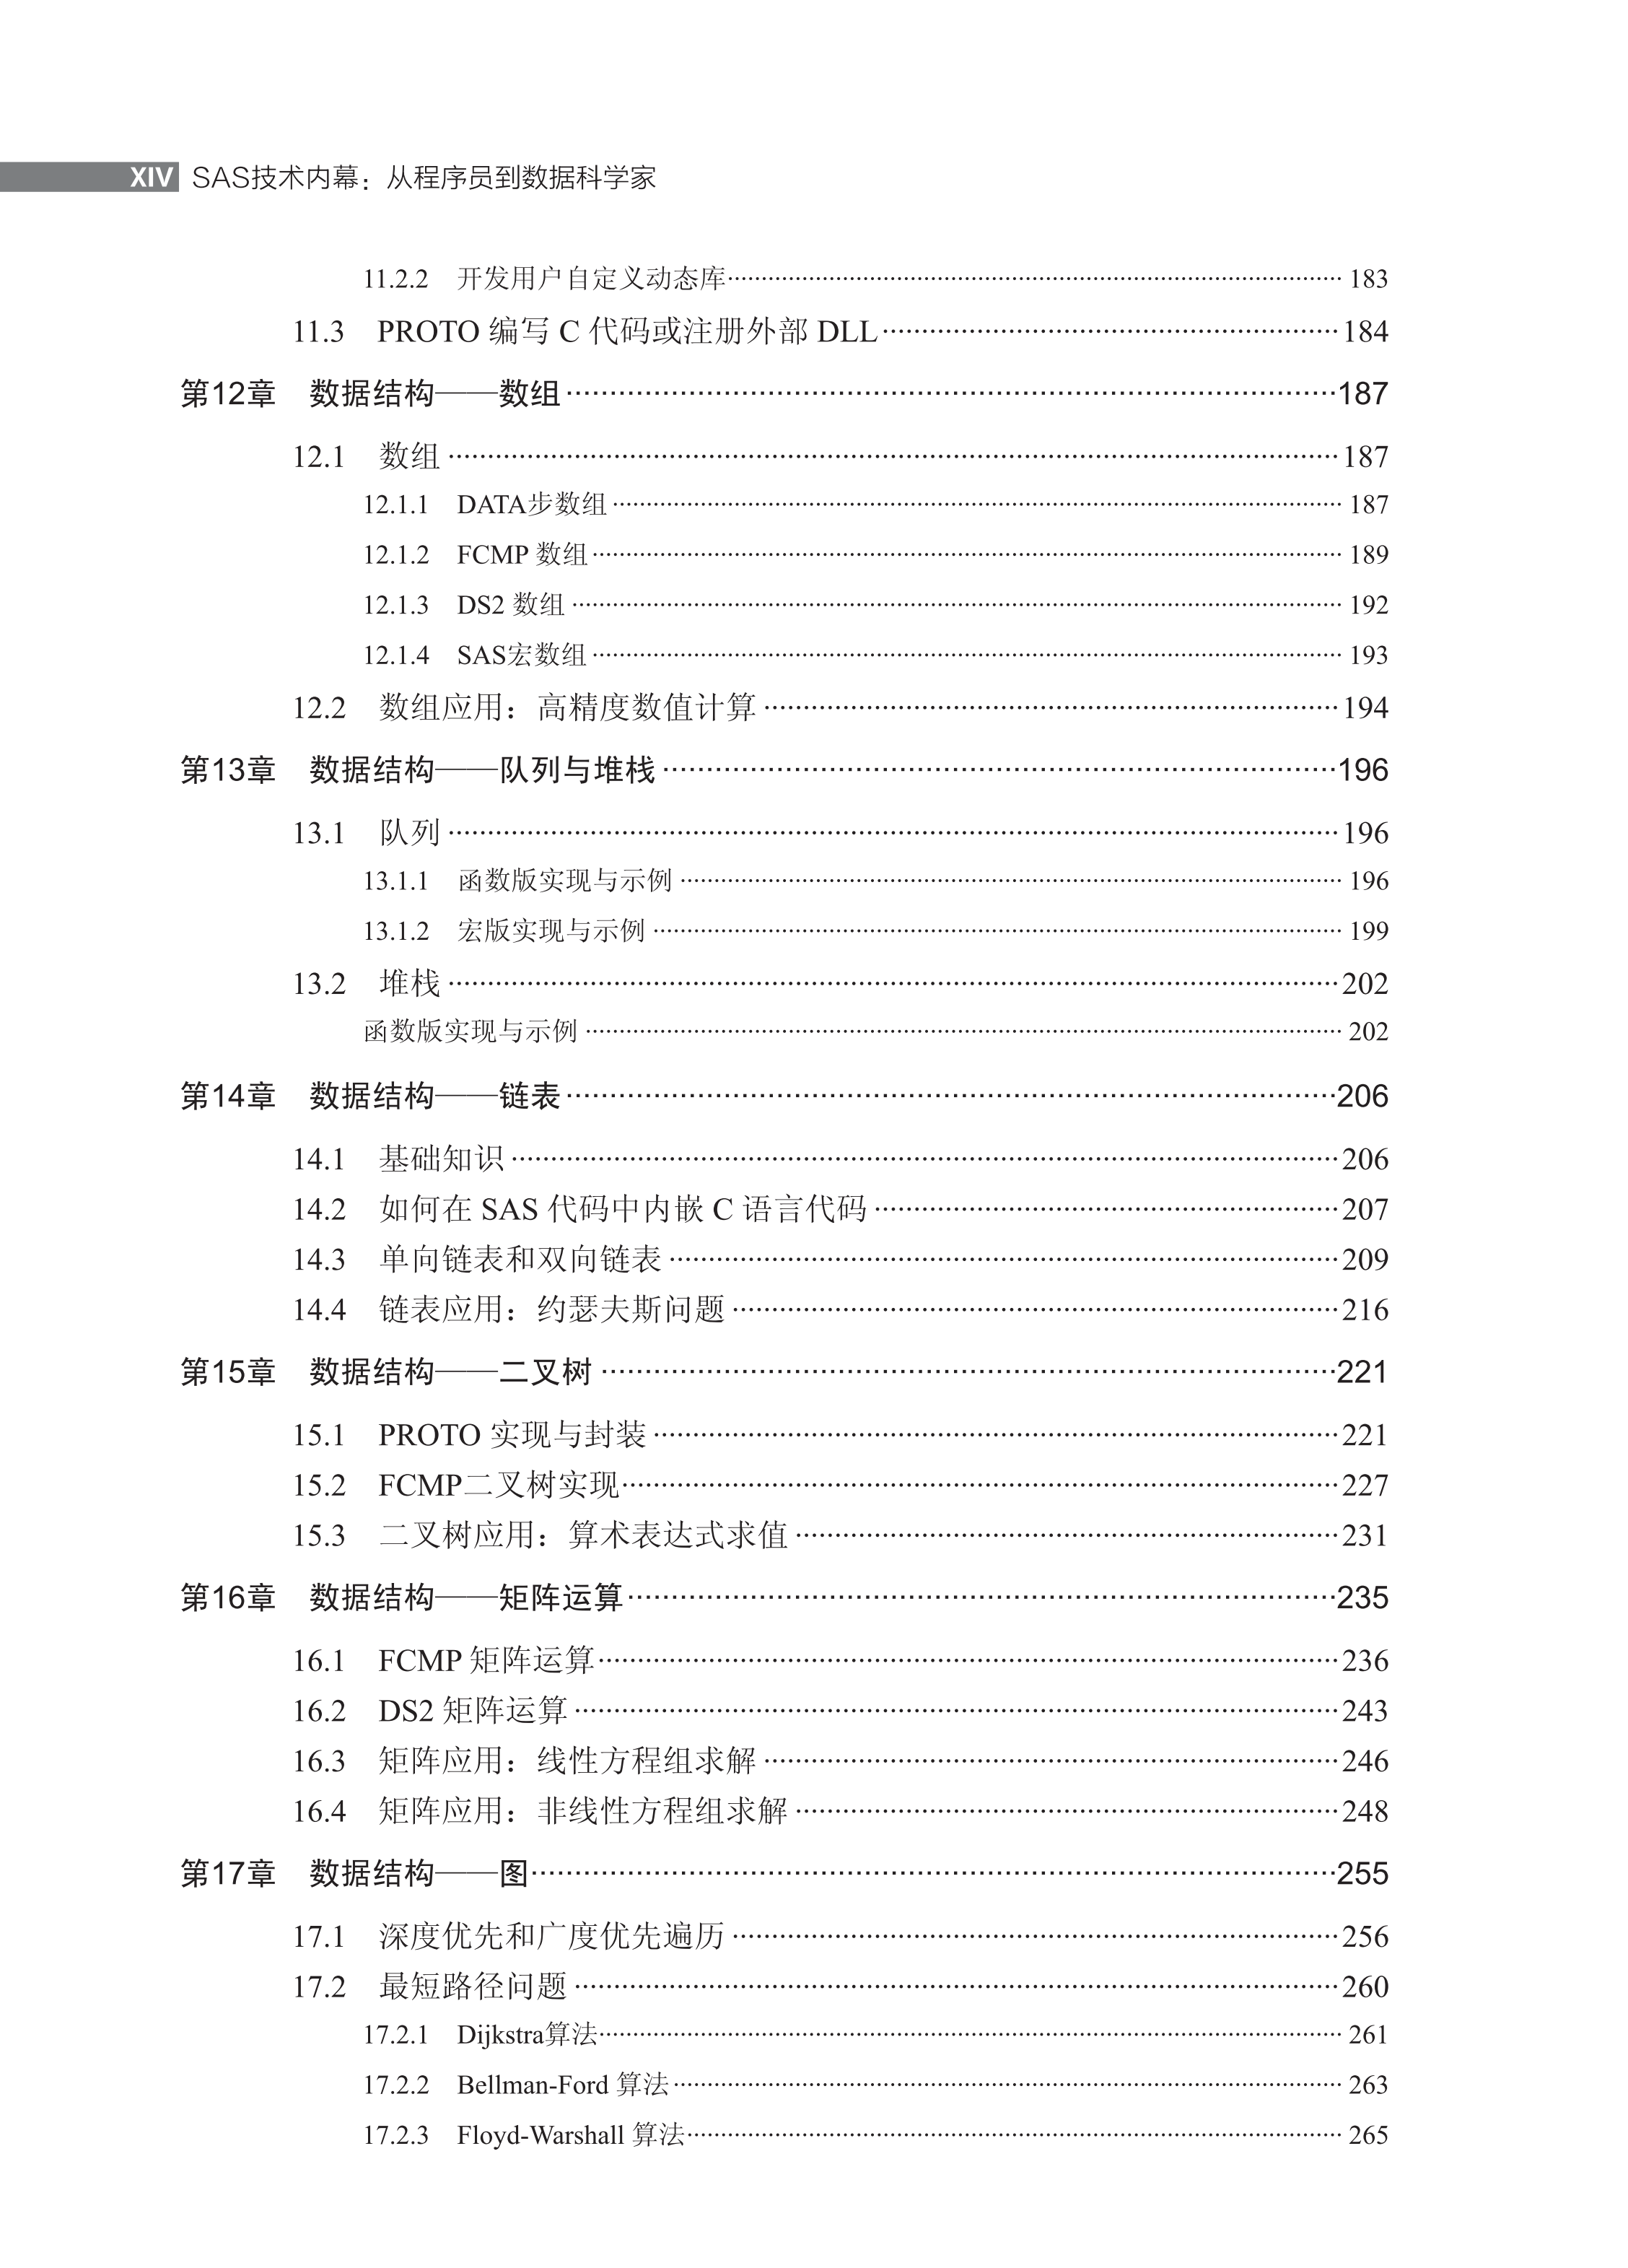 XIV SAS技术内幕：从程序员到数据科学家
11.2.2 开发用户自定义动态库 183
11.3 PROTO 编写 C 代码或注册外部 DLL 184
第12章 数据结构——数组 187
12.1 数组 187
12.1.1 DATA步数组 187
12.1.2 FCMP 数组 189
12.1.3 DS2 数组 192
12.1.4 SAS宏数组 193
12.2 数组应用：高精度数值计算 194
第13章 数据结构——队列与堆栈 196
13.1 队列 196
13.1.1 函数版实现与示例 196
13.1.2 宏版实现与示例 199
13.2 堆栈 202
函数版实现与示例 202
第14章 数据结构——链表 206
14.1 基础知识 206
14.2 如何在 SAS 代码中内嵌 C 语言代码 207
14.3 单向链表和双向链表 209
14.4 链表应用：约瑟夫斯问题 216
第15章 数据结构——二叉树 221
15.1 PROTO 实现与封装 221
15.2 FCMP二叉树实现 227
15.3 二叉树应用：算术表达式求值 231
第16章 数据结构——矩阵运算 235
16.1 FCMP 矩阵运算 236
16.2 DS2 矩阵运算 243
16.3 矩阵应用：线性方程组求解 246
16.4 矩阵应用：非线性方程组求解 248
第17章 数据结构——图 255
17.1 深度优先和广度优先遍历 256
17.2 最短路径问题 260
17.2.1 Dijkstra算法 261
17.2.2 Bellman-Ford 算法 263
17.2.3 Floyd-Warshall 算法 265